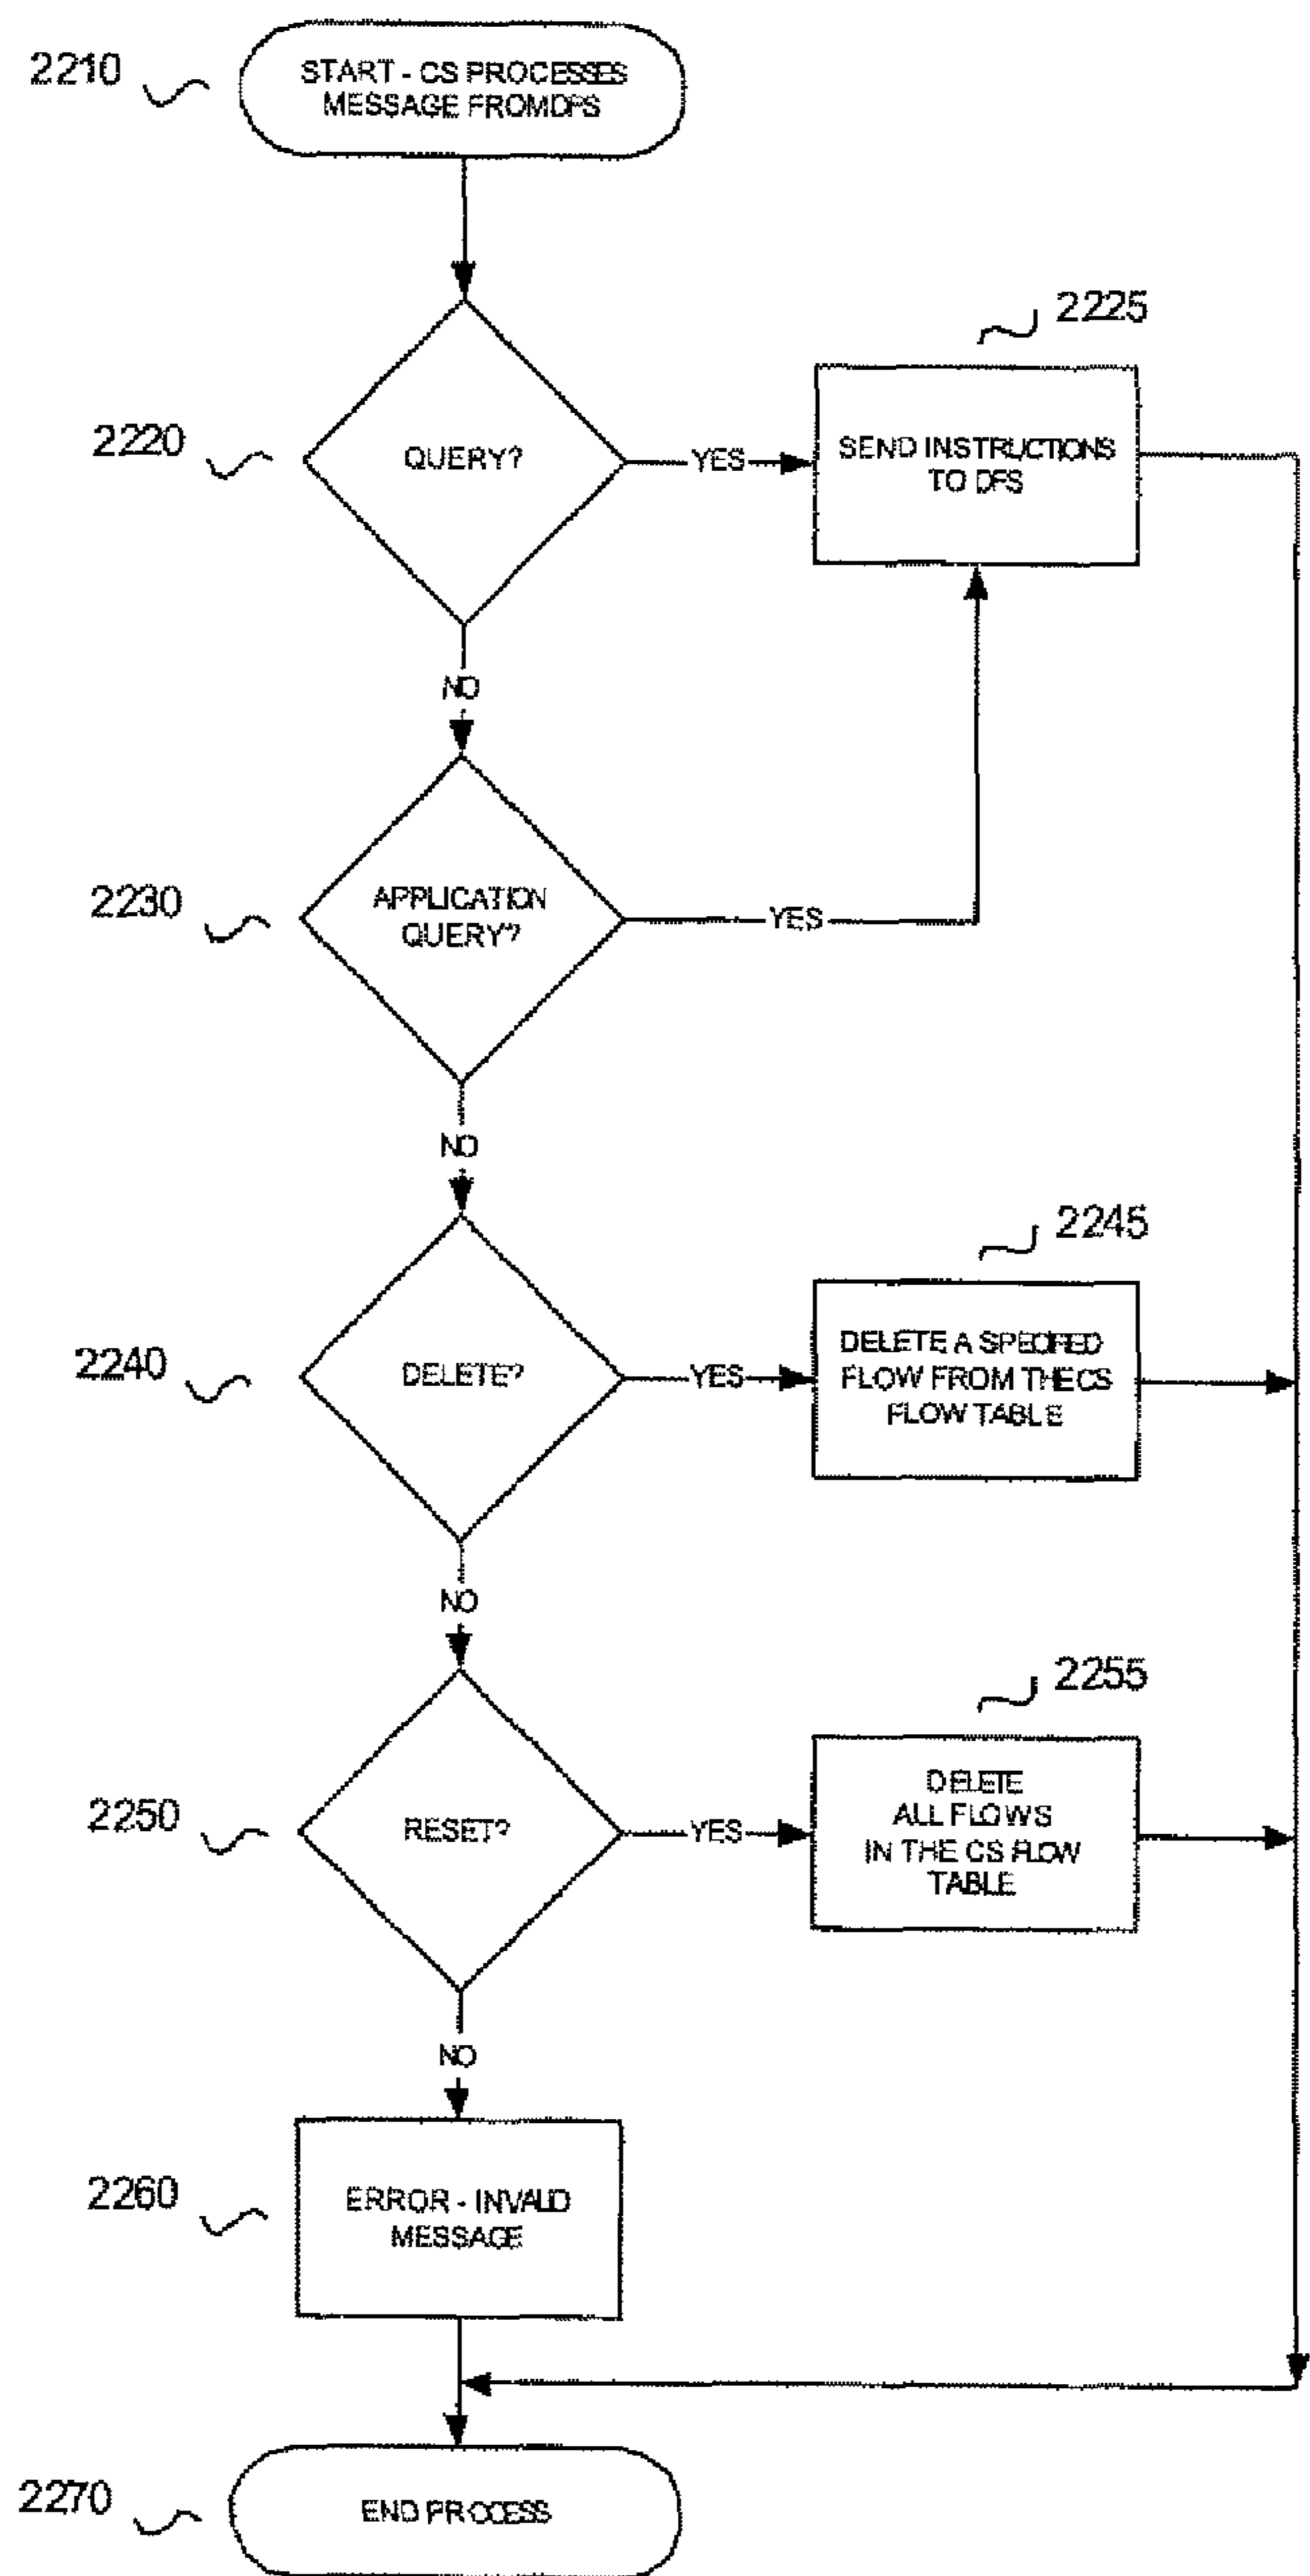 2210
START - CS PROCESSES
MESSAGE FROM DFS
2220
QUERY?
YES
2225
SEND INSTRUCTIONS
TO DFS
NO
2230
APPLICATION
QUERY?
YES
NO
2240
DELETE?
YES
2245
DELETE A SPECIFIED
FLOW FROM THE CS
FLOW TABLE
NO
2250
RESET?
YES
2255
DELETE
ALL FLOWS
IN THE CS FLOW
TABLE
NO
2260
ERROR - INVALID
MESSAGE
2270
END PROCESS